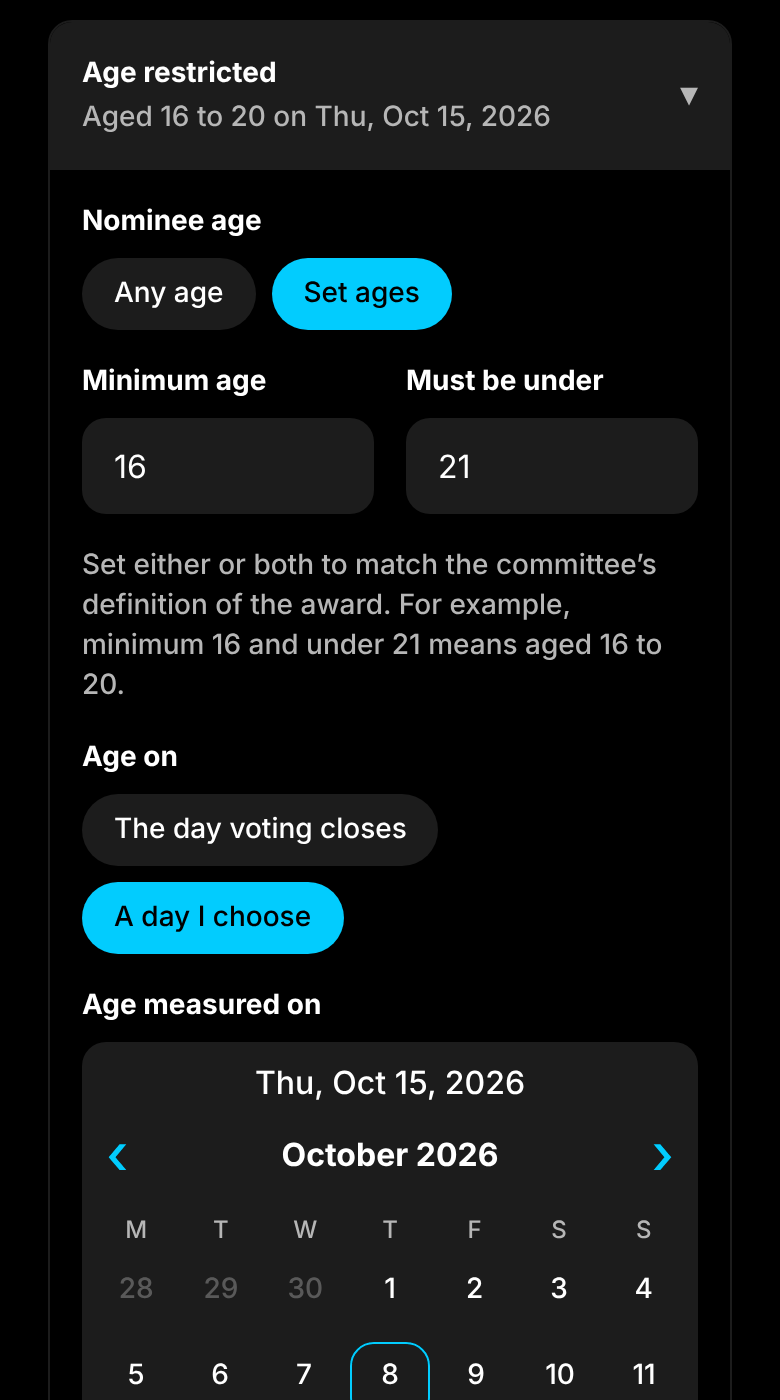 Age restricted
Aged 16 to 20 on Thu, Oct 15, 2026
▼
Nominee age
Any age
Set ages
Minimum age
Must be under
16
21
Set either or both to match the committee’s
definition of the award. For example,
minimum 16 and under 21 means aged 16 to
20.
Age on
The day voting closes
A day I choose
Age measured on
Thu, Oct 15, 2026
‹ October 2026 ›
M T W T F S S
28 29 30 1 2 3 4
5 6 7 8 9 10 11